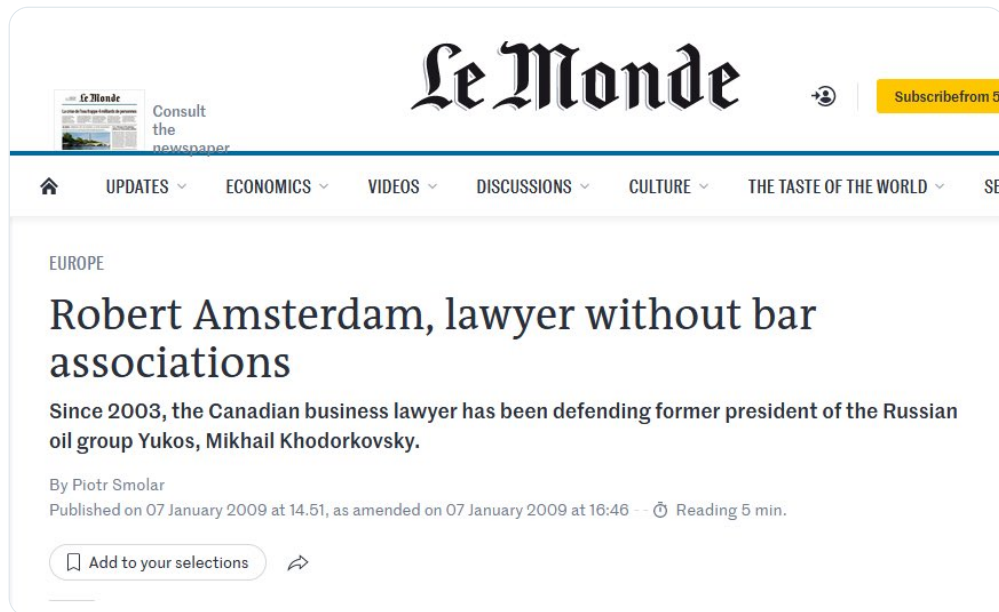 Le Monde
Le Monde
Consult
the
newspaper
Subscribefrom 5
UPDATES ECONOMICS VIDEOS DISCUSSIONS CULTURE THE TASTE OF THE WORLD SE
EUROPE
Robert Amsterdam, lawyer without bar
associations
Since 2003, the Canadian business lawyer has been defending former president of the Russian
oil group Yukos, Mikhail Khodorkovsky.
By Piotr Smolar
Published on 07 January 2009 at 14.51, as amended on 07 January 2009 at 16:46 - - Reading 5 min.
Add to your selections